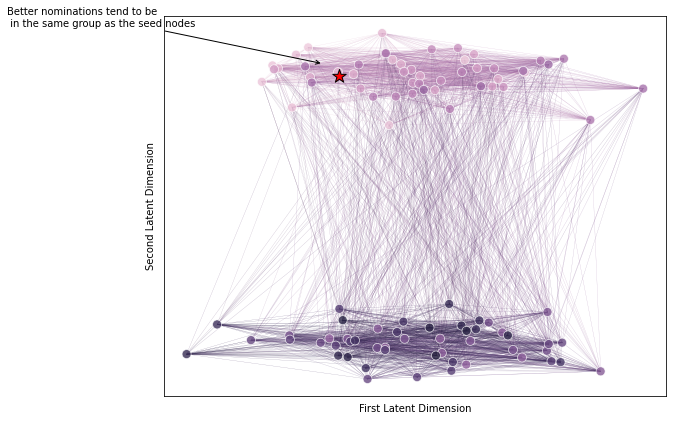 Better nominations tend to be
in the same group as the seed nodes
Second Latent Dimension
First Latent Dimension